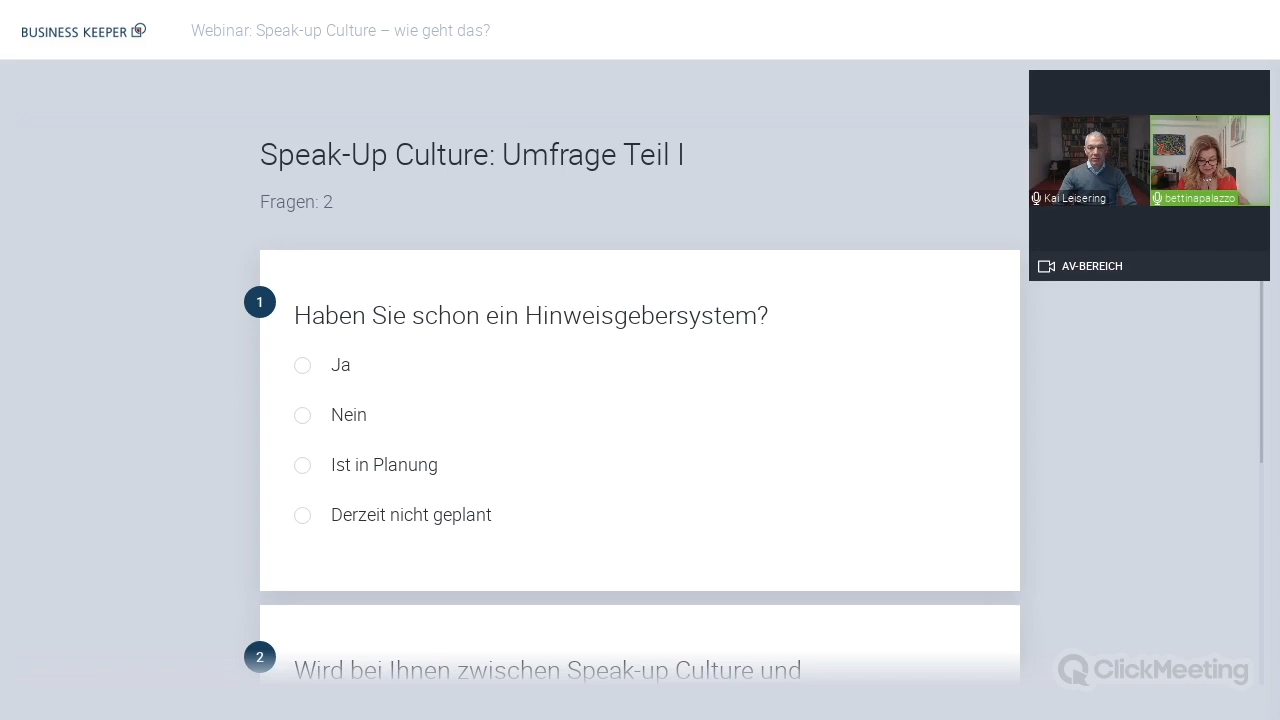 BUSINESS KEEPER
Webinar: Speak-up Culture – wie geht das?
Speak-Up Culture: Umfrage Teil I
Fragen: 2
Kai Leisering
bettinapalazzo
AV-BEREICH
1
Haben Sie schon ein Hinweisgebersystem?
Ja
Nein
Ist in Planung
Derzeit nicht geplant
2
Wird bei Ihnen zwischen Speak-up Culture und
ClickMeeting